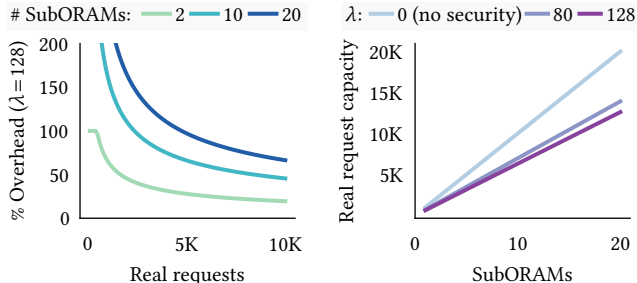 # SubORAMs: 2 10 20
% Overhead (λ=128)
200
150
100
50
0
0 5K 10K
Real requests
λ: 0 (no security) 80 128
Real request capacity
20K
15K
10K
5K
0 10 20
SubORAMs